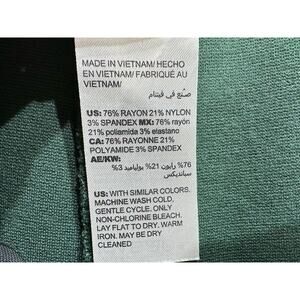 MADE IN VIETNAM/ HECHO
EN VIETNAM/ FABRIQUÉ AU
VIETNAM/
صنع في فيتنام
US: 76% RAYON 21% NYLON
3% SPANDEX MX: 76% rayón
21% poliamida 3% elastano
CA: 76% RAYONNE 21%
POLYAMIDE 3% SPANDEX
AE/KW:
76% رايون 21% بولياميد 3%
سباندیکس
US: WITH SIMILAR COLORS.
MACHINE WASH COLD,
GENTLE CYCLE. ONLY
NON-CHLORINE BLEACH.
LAY FLAT TO DRY. WARM
IRON. MAY BE DRY
CLEANED